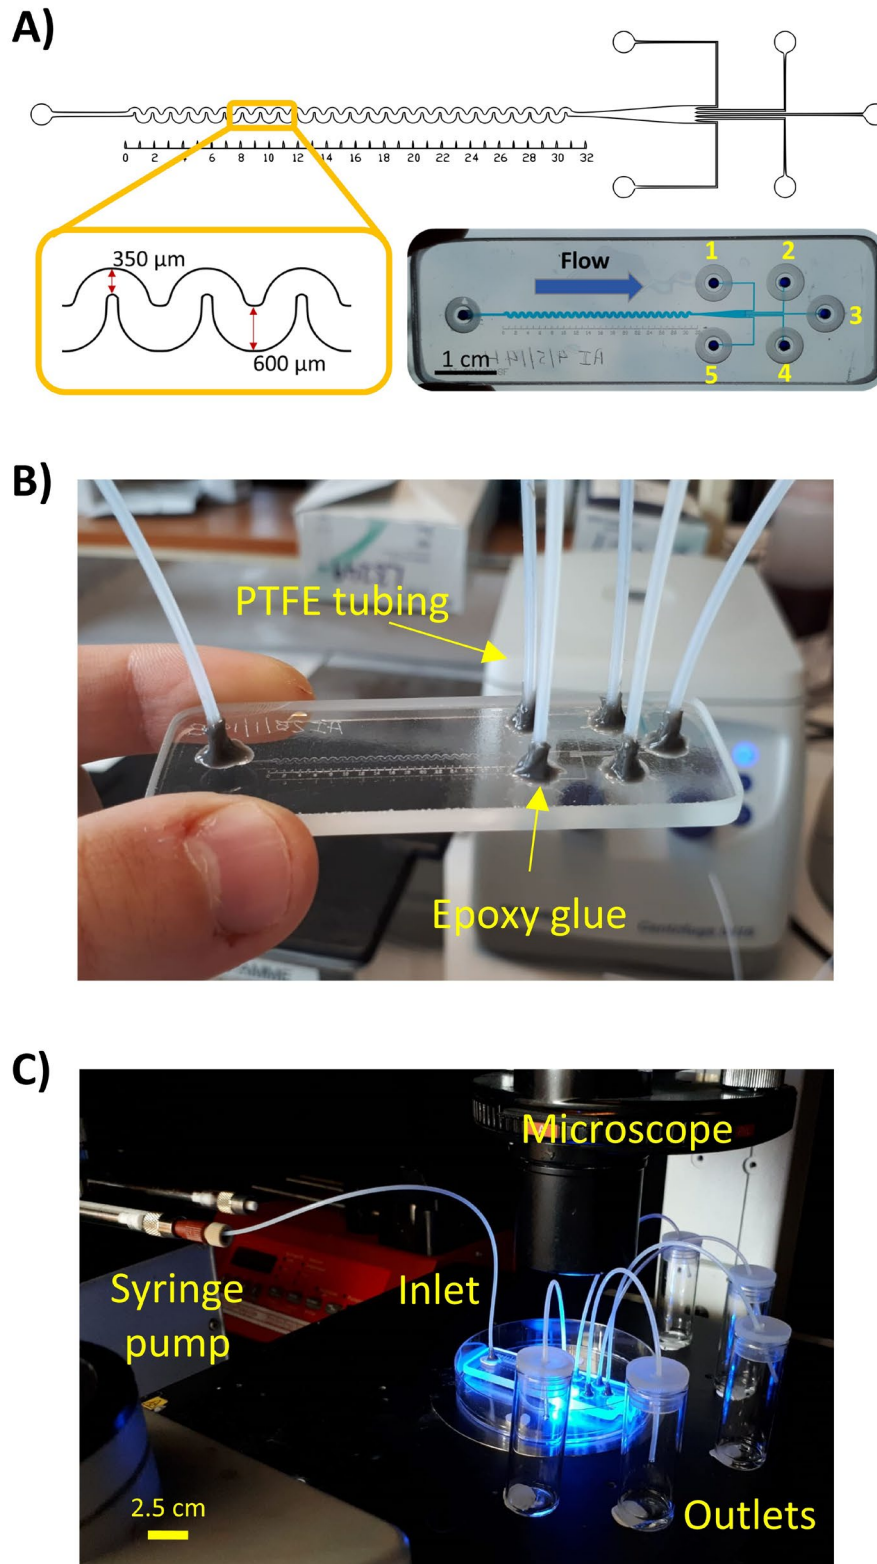 A)
0 2 4 6 8 10 12 14 16 18 20 22 24 26 28 30 32
350 µm
600 µm
Flow
1
2
3
4
5
1 cm
B)
PTFE tubing
Epoxy glue
C)
Microscope
Syringe
pump
Inlet
Outlets
2.5 cm